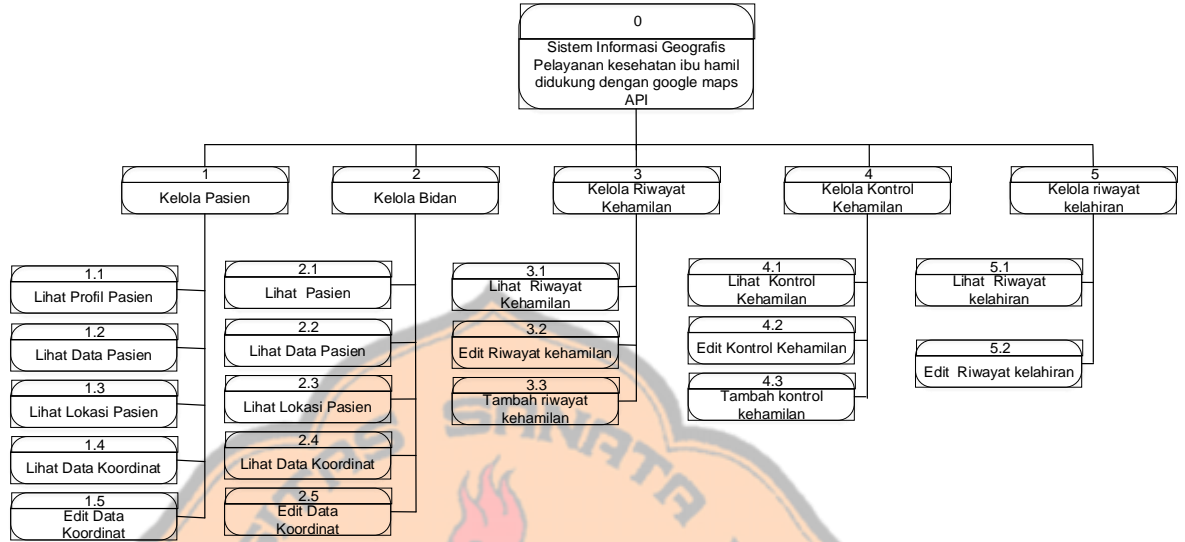 0
Sistem Informasi Geografis
Pelayanan kesehatan ibu hamil
didukung dengan google maps
API
1
Kelola Pasien
2
Kelola Bidan
3
Kelola Riwayat
Kehamilan
4
Kelola Kontrol
Kehamilan
5
Kelola riwayat
kelahiran
1.1
Lihat Profil Pasien
1.2
Lihat Data Pasien
1.3
Lihat Lokasi Pasien
1.4
Lihat Data Koordinat
1.5
Edit Data
Koordinat
2.1
Lihat Pasien
2.2
Lihat Data Pasien
2.3
Lihat Lokasi Pasien
2.4
Lihat Data Koordinat
2.5
Edit Data
Koordinat
3.1
Lihat Riwayat
Kehamilan
3.2
Edit Riwayat kehamilan
3.3
Tambah riwayat
kehamilan
4.1
Lihat Kontrol
Kehamilan
4.2
Edit Kontrol Kehamilan
4.3
Tambah kontrol
kehamilan
5.1
Lihat Riwayat
kelahiran
5.2
Edit Riwayat kelahiran
SANATA